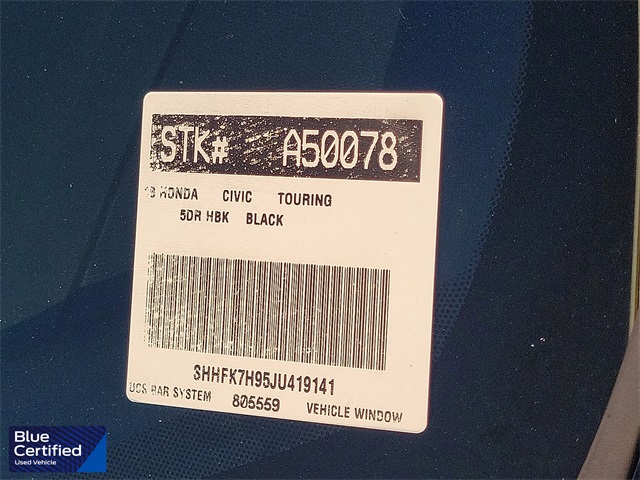 STK# A50078
18 HONDA CIVIC TOURING
5DR HBK BLACK
SHHFK7H95JU419141
UCS BAR SYSTEM 805559 VEHICLE WINDOW
Blue
Certified
Used Vehicle